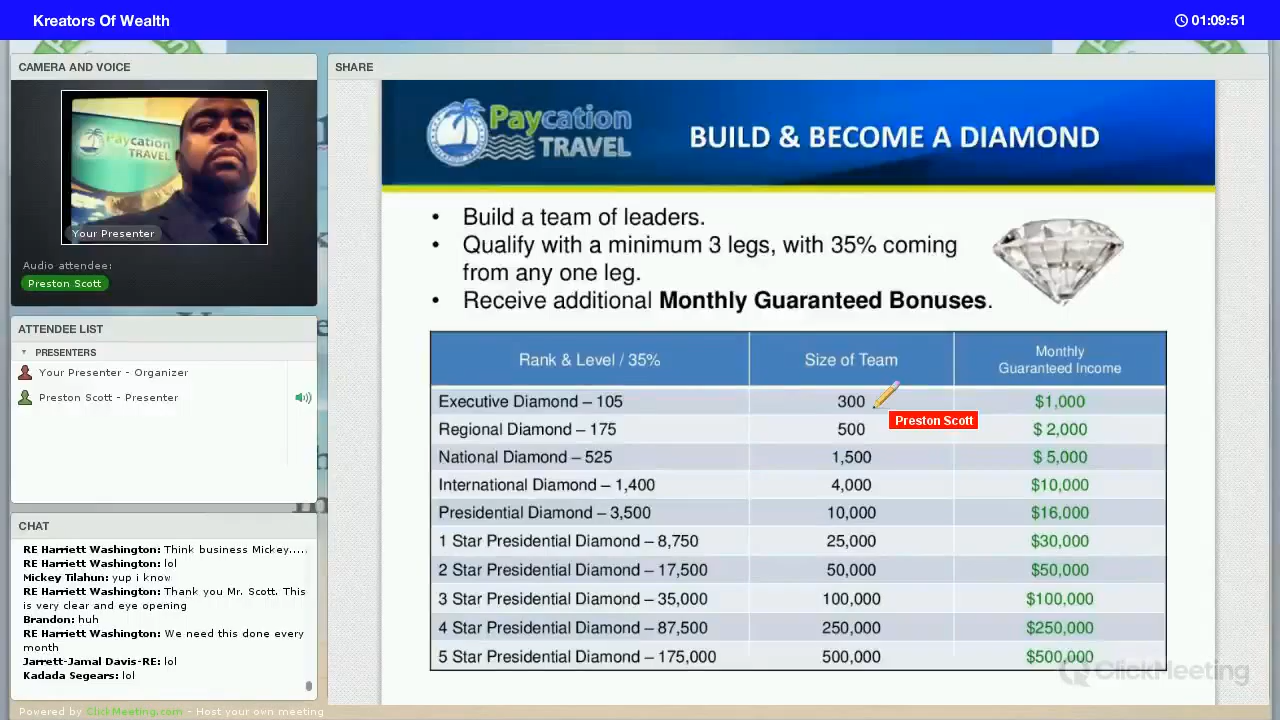 Kreators Of Wealth
01:09:51
CAMERA AND VOICE
Paycation
TRAVEL
Your Presenter
Audio attendee:
Preston Scott
ATTENDEE LIST
PRESENTERS
Your Presenter - Organizer
Preston Scott - Presenter
CHAT
RE Harriett Washington: Think business Mickey.....
RE Harriett Washington: lol
Mickey Tilahun: yup i know
RE Harriett Washington: Thank you Mr. Scott. This
is very clear and eye opening
Brandon: huh
RE Harriett Washington: We need this done every
month
Jarrett-Jamal Davis-RE: lol
Kadada Segears: lol
Powered by ClickMeeting.com - Host your own meeting
SHARE
Paycation
TRAVEL
BUILD & BECOME A DIAMOND
• Build a team of leaders.
• Qualify with a minimum 3 legs, with 35% coming
from any one leg.
• Receive additional Monthly Guaranteed Bonuses.
Rank & Level / 35% Size of Team Monthly Guaranteed Income
Executive Diamond – 105 300 $1,000
Preston Scott
Regional Diamond – 175 500 $ 2,000
National Diamond – 525 1,500 $ 5,000
International Diamond – 1,400 4,000 $10,000
Presidential Diamond – 3,500 10,000 $16,000
1 Star Presidential Diamond – 8,750 25,000 $30,000
2 Star Presidential Diamond – 17,500 50,000 $50,000
3 Star Presidential Diamond – 35,000 100,000 $100,000
4 Star Presidential Diamond – 87,500 250,000 $250,000
5 Star Presidential Diamond – 175,000 500,000 $500,000
ClickMeeting